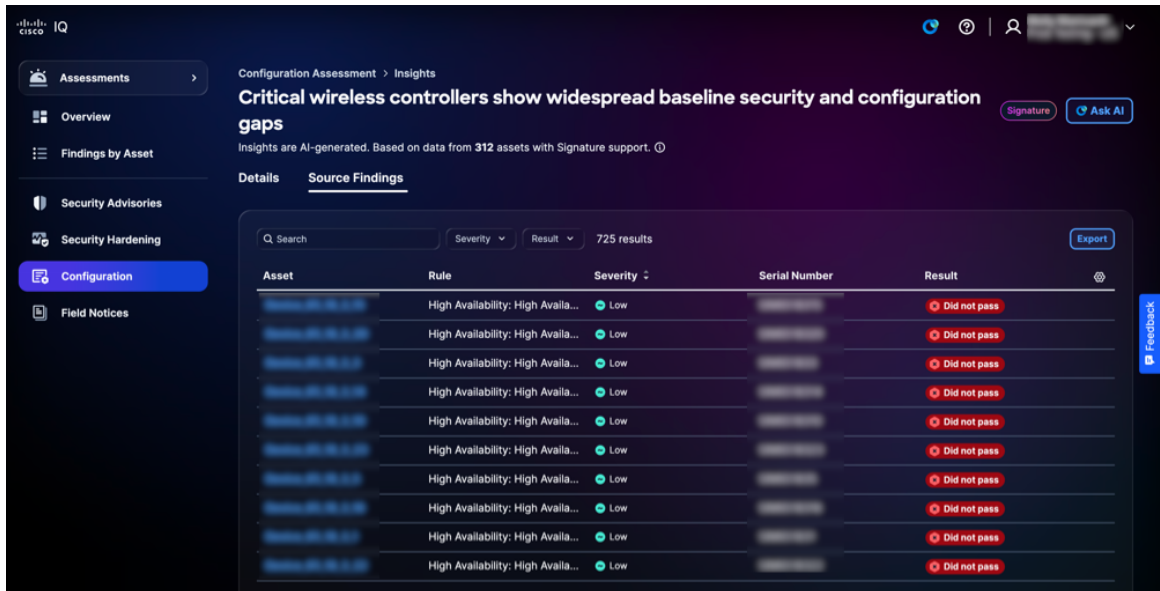 cisco IQ
Assessments
Overview
Findings by Asset
Security Advisories
Security Hardening
Configuration
Field Notices
Configuration Assessment > Insights
Critical wireless controllers show widespread baseline security and configuration
gaps
Signature
Ask AI
Insights are AI-generated. Based on data from 312 assets with Signature support.
Details Source Findings
Search Severity Result 725 results Export
Asset Rule Severity Serial Number Result
High Availability: High Availa... Low Did not pass
High Availability: High Availa... Low Did not pass
High Availability: High Availa... Low Did not pass
High Availability: High Availa... Low Did not pass
High Availability: High Availa... Low Did not pass
High Availability: High Availa... Low Did not pass
High Availability: High Availa... Low Did not pass
High Availability: High Availa... Low Did not pass
High Availability: High Availa... Low Did not pass
High Availability: High Availa... Low Did not pass
Feedback